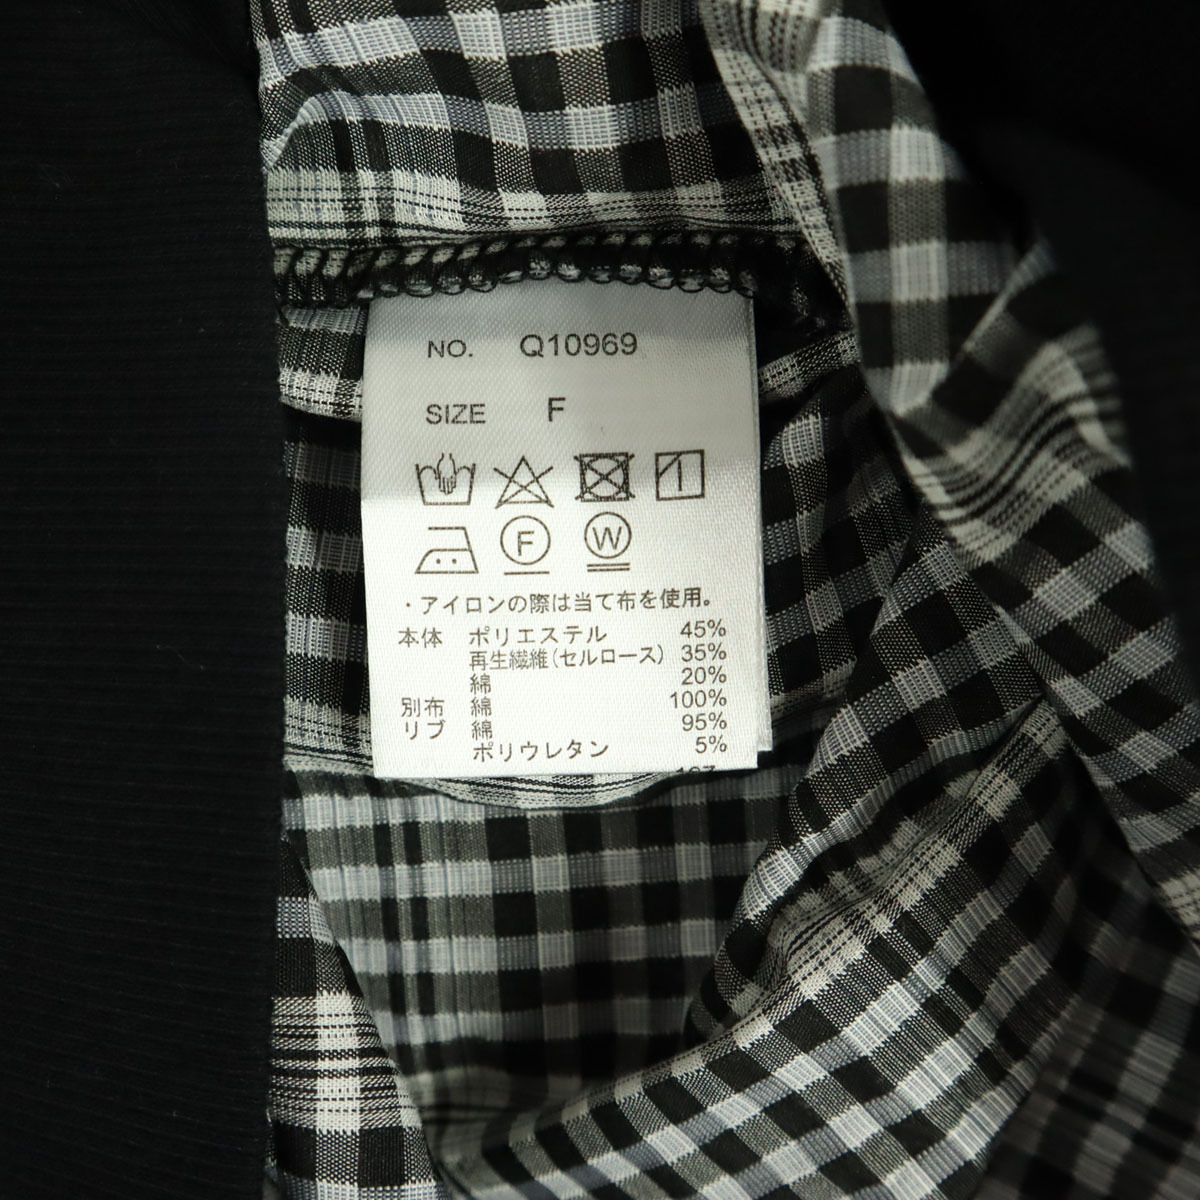 NO. Q10969
SIZE F
F W
・アイロンの際は当て布を使用。
本体 ポリエステル 45%
再生繊維(セルロース) 35%
綿 20%
別布 綿 100%
リブ 綿 95%
ポリウレタン 5%